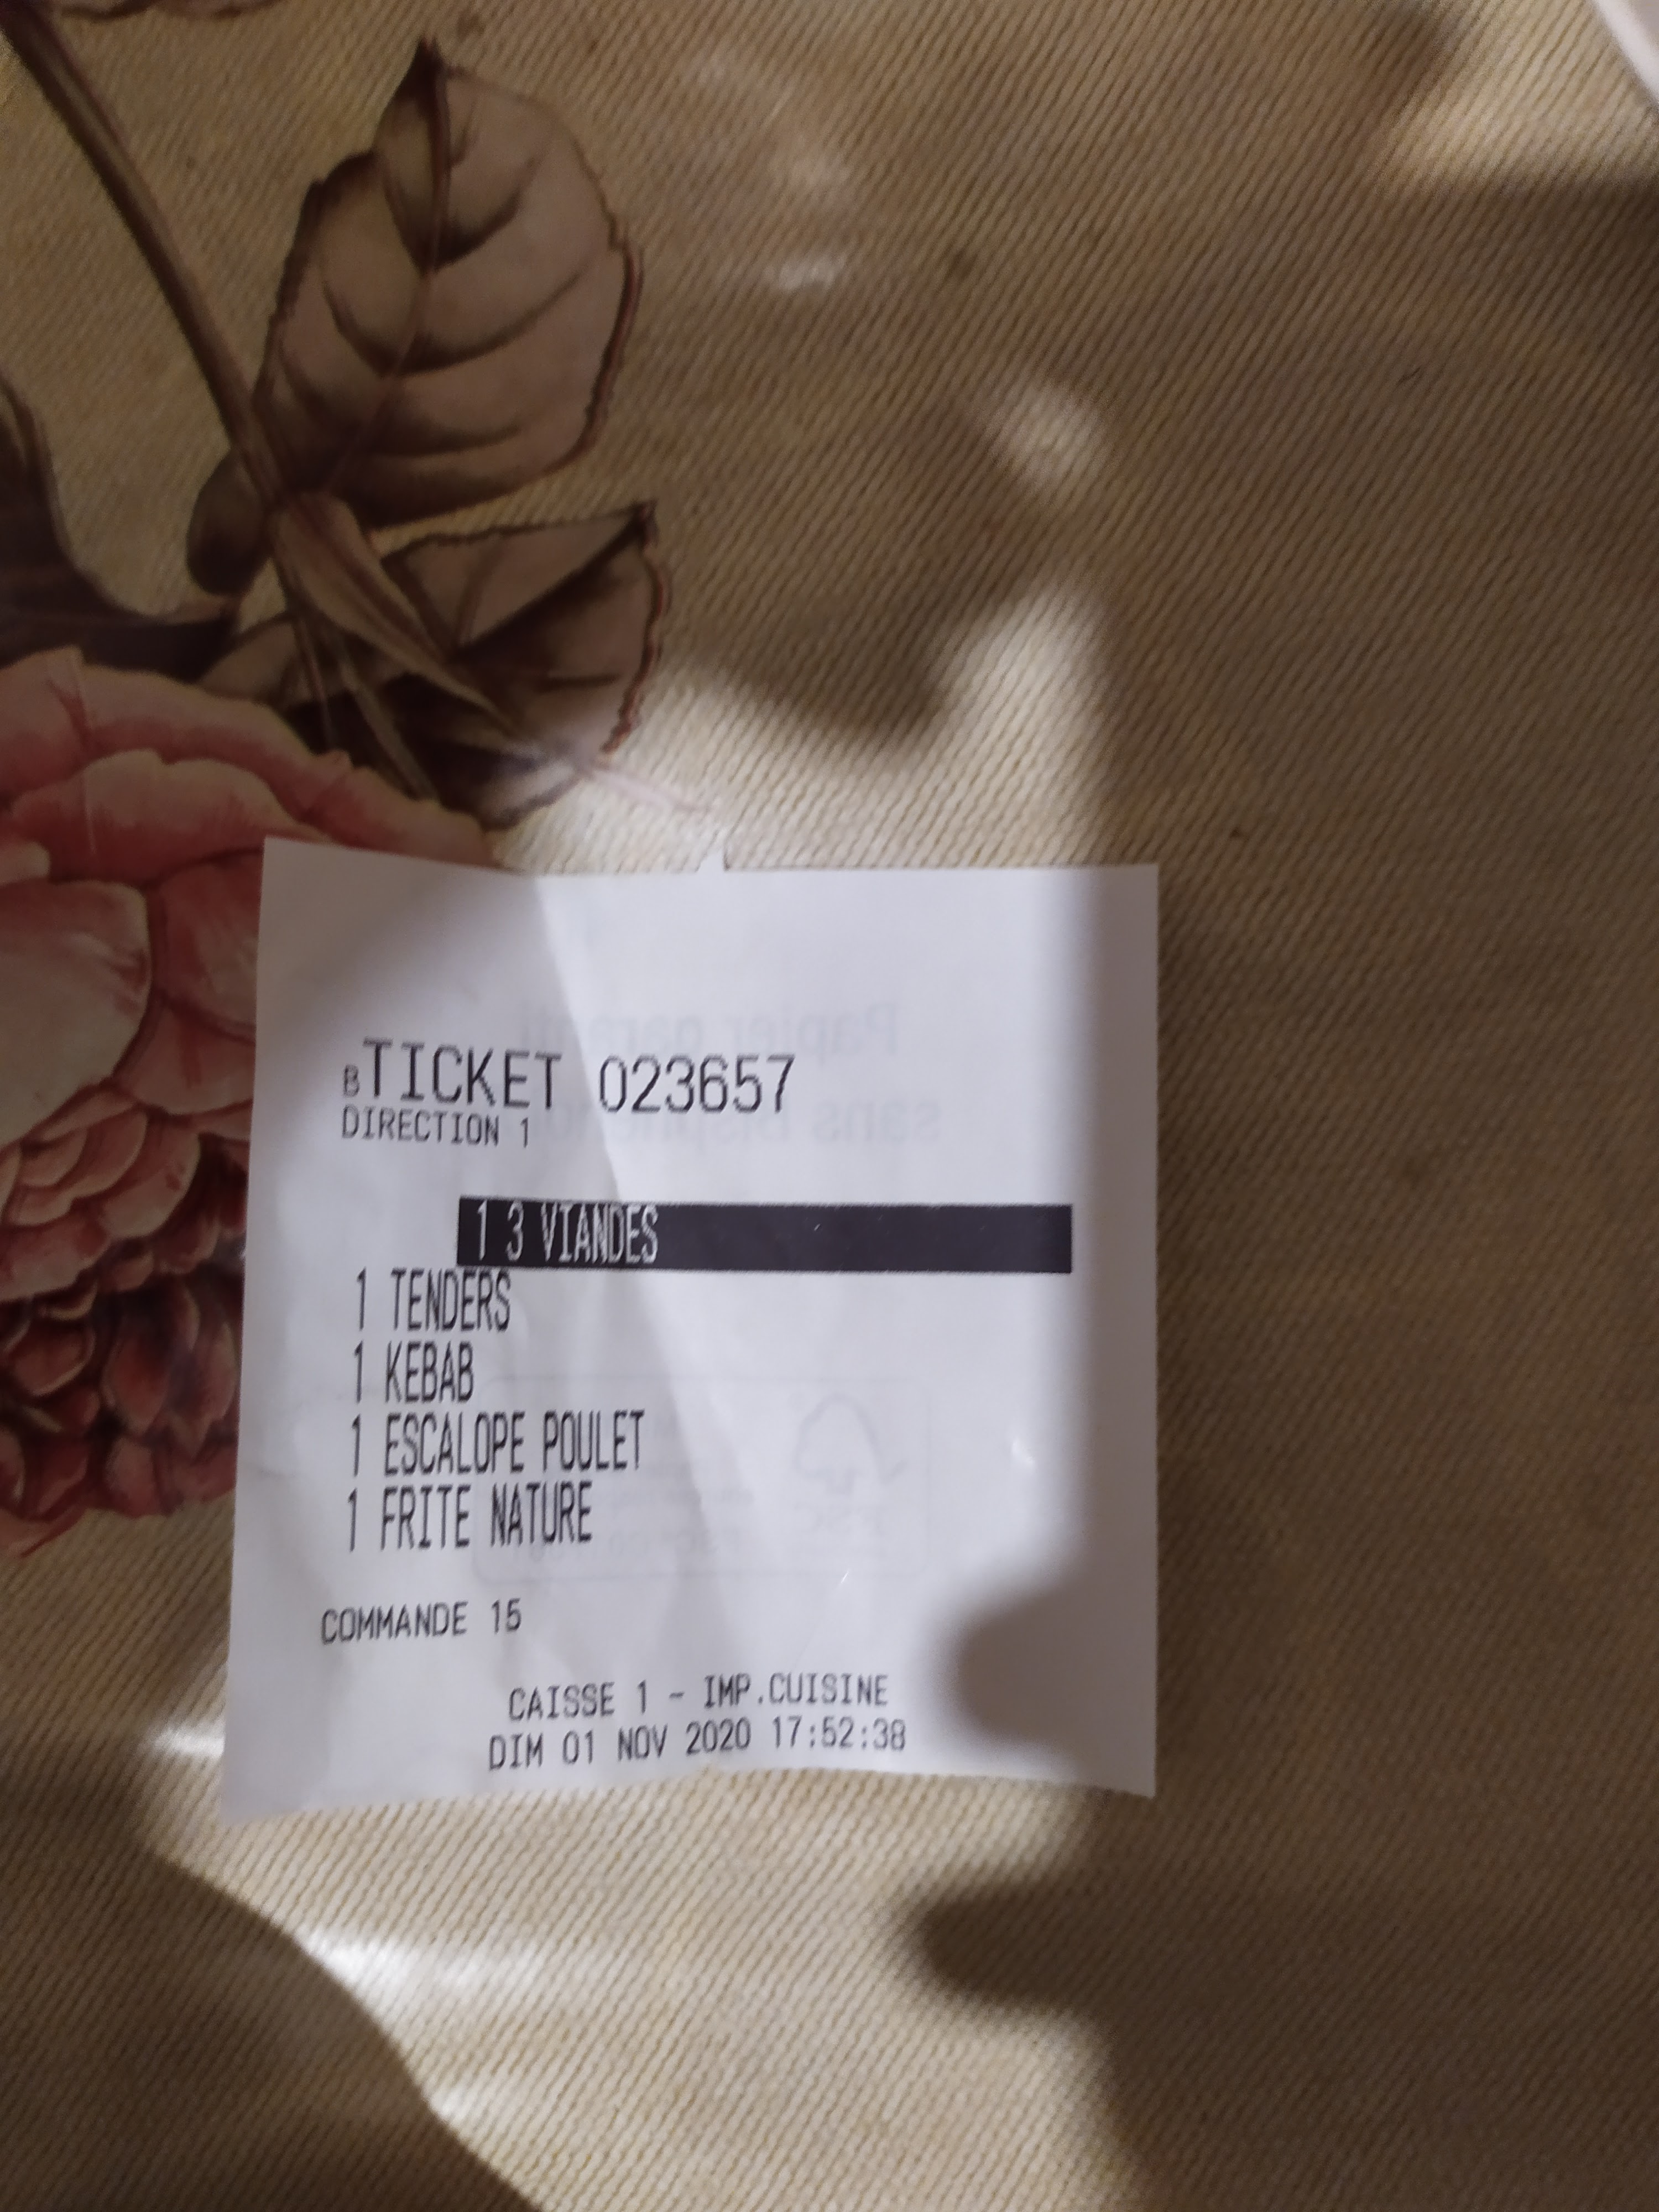 BTICKET 023657
DIRECTION 1
1 3 VIANDES
1 TENDERS
1 KEBAB
1 ESCALOPE POULET
1 FRITE NATURE
COMMANDE 15
CAISSE 1 - IMP.CUISINE
DIM 01 NOV 2020 17:52:38